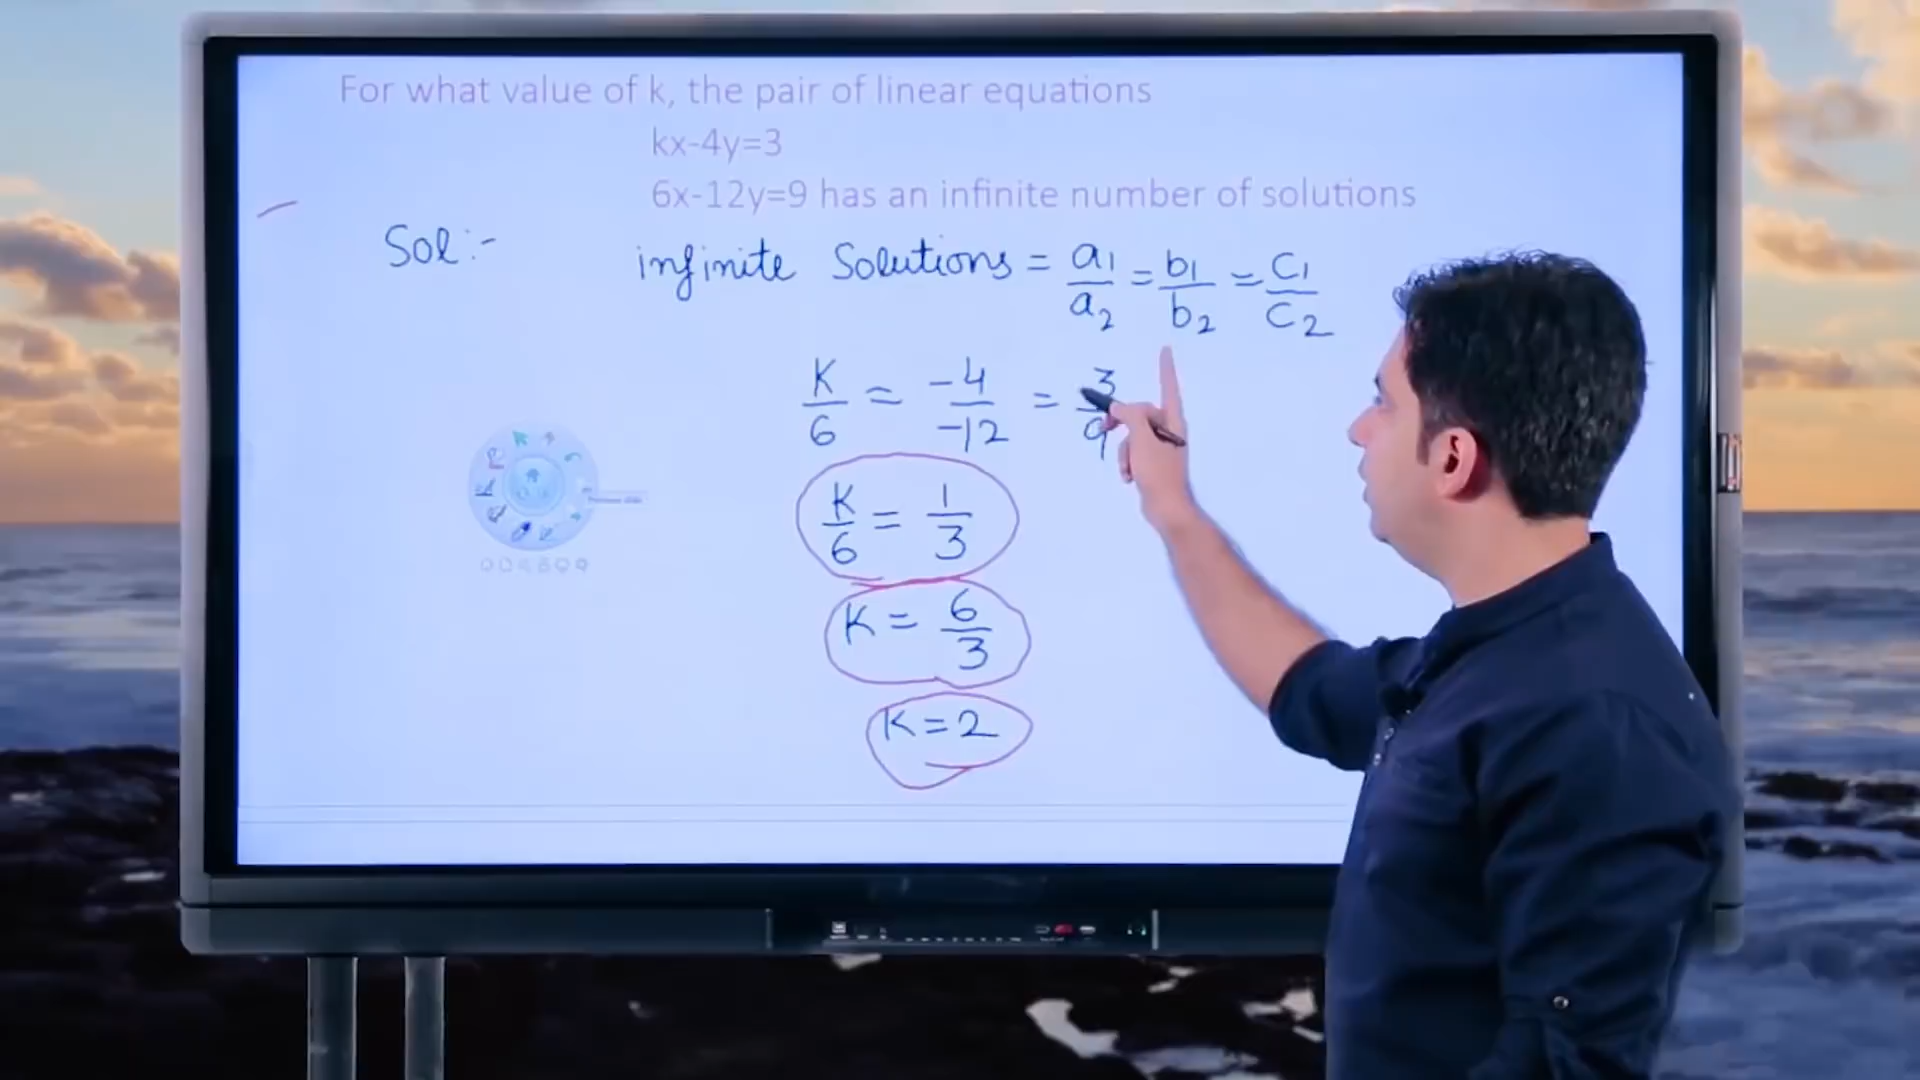 For what value of k, the pair of linear equations
kx-4y=3
6x-12y=9 has an infinite number of solutions
Sol:-
infinite Solutions = a₁/a₂ = b₁/b₂ = c₁/c₂
K/6 = -4/-12 = 3/9
K/6 = 1/3
K = 6/3
K = 2